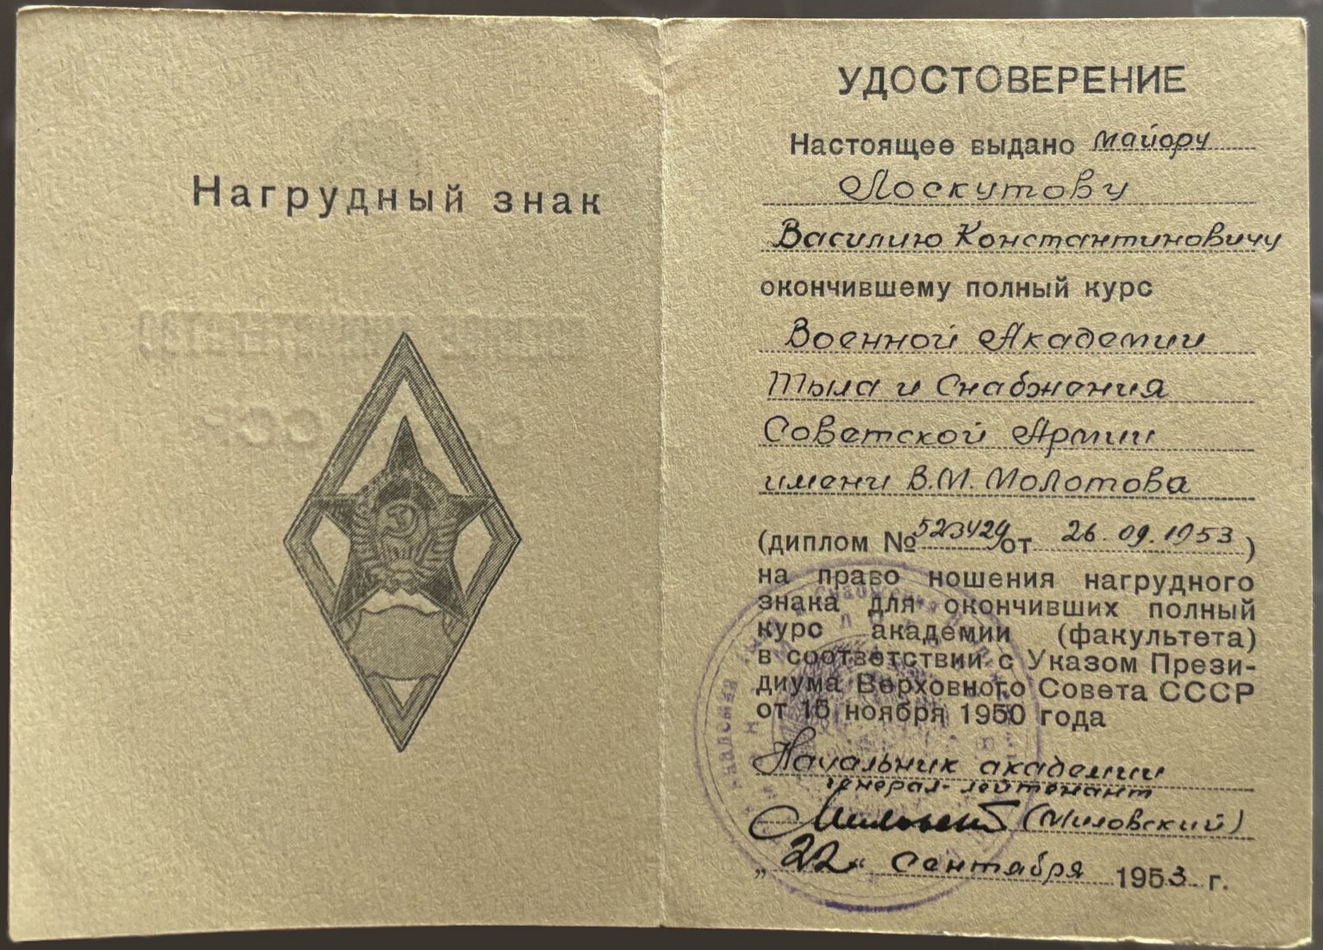 Нагрудный знак
УДОСТОВЕРЕНИЕ
Настоящее выдано майору
Лоскутову
Василию Константиновичу
окончившему полный курс
Военной Академии
Тыла и Снабжения
Советской Армии
имени В.М. Молотова
(диплом № 523429 от 26.09.1953)
на право ношения нагрудного
знака для окончивших полный
курс академии (факультета)
в соответствии с Указом Прези-
диума Верховного Совета СССР
от 15 ноября 1950 года
Начальник академии
генерал-лейтенант
(Миловский)
„22“ Сентября 1953 г.